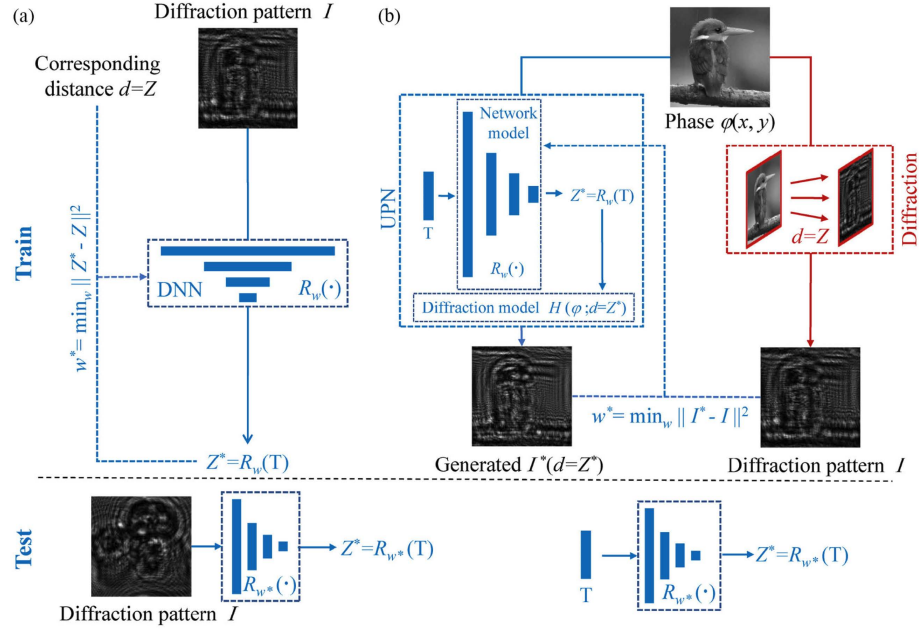 (a)
Diffraction pattern I
Corresponding
distance d=Z
Train
w*= min_w || Z* - Z ||²
DNN
R_w(·)
Z*=R_w(T)
(b)
Phase φ(x, y)
UPN
Network
model
T
Z*=R_w(T)
R_w(·)
Diffraction model H (φ ;d=Z*)
d=Z
Diffraction
w*= min_w || I* - I ||²
Generated I*(d=Z*)
Diffraction pattern I
Test
R_w*(·)
Z*=R_w*(T)
Diffraction pattern I
T
R_w*(·)
Z*=R_w*(T)